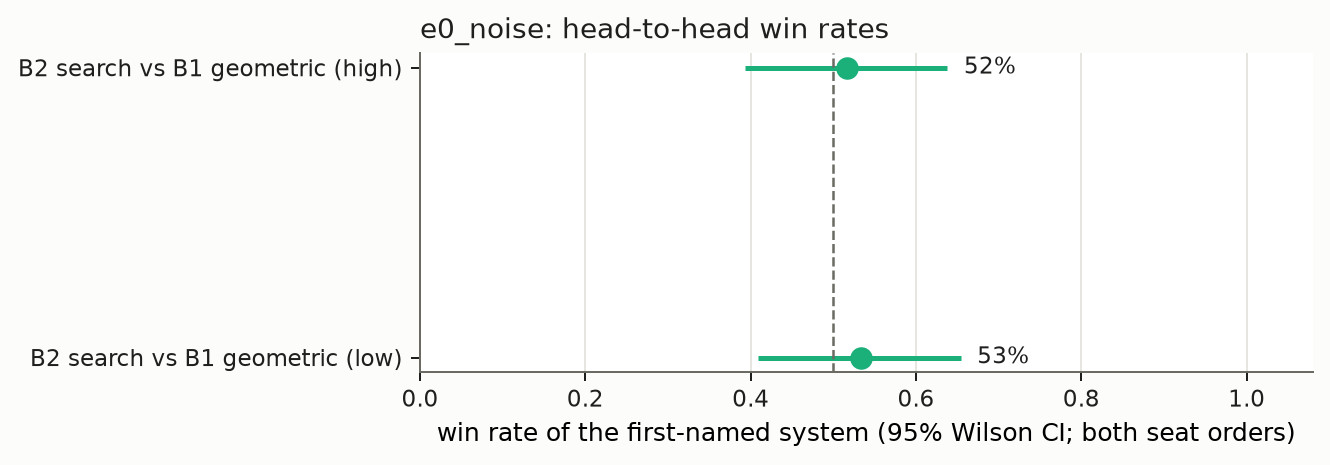 e0_noise: head-to-head win rates
B2 search vs B1 geometric (high)
52%
B2 search vs B1 geometric (low)
53%
0.0 0.2 0.4 0.6 0.8 1.0
win rate of the first-named system (95% Wilson CI; both seat orders)